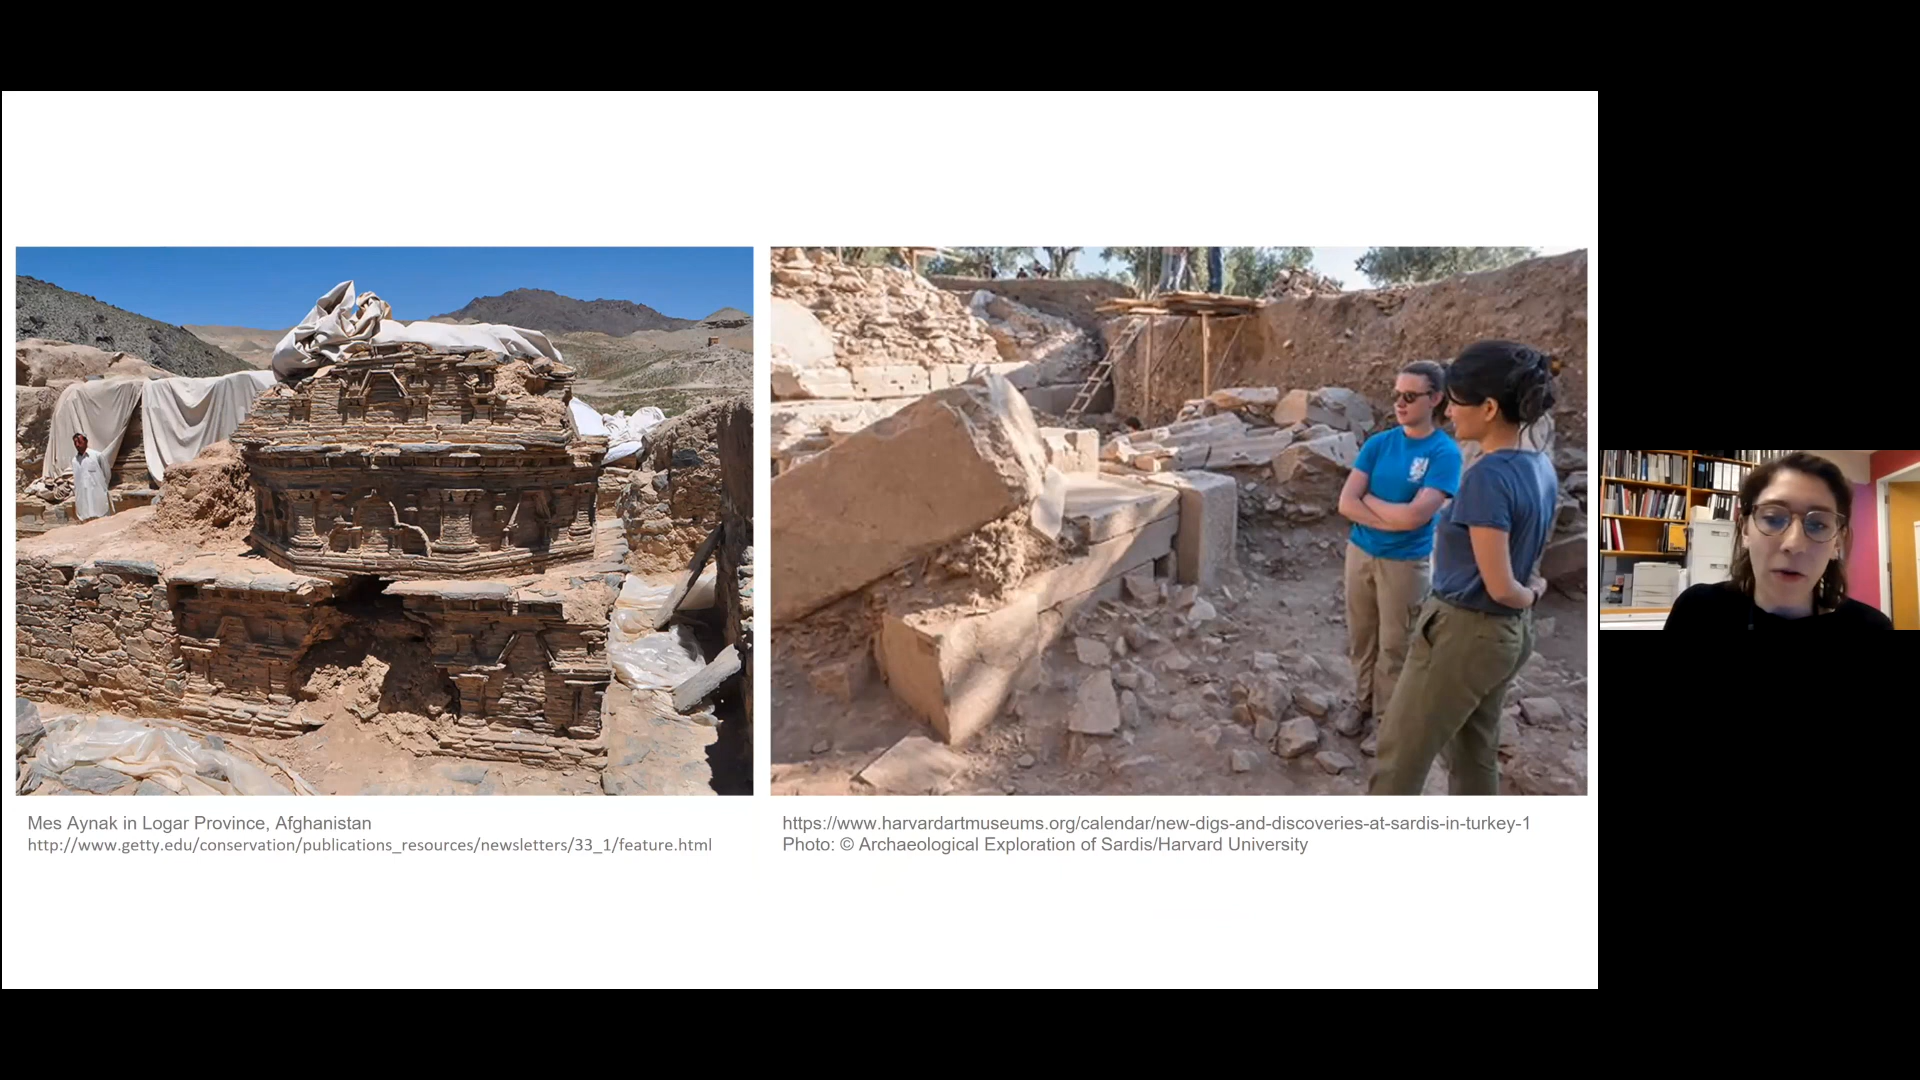 Mes Aynak in Logar Province, Afghanistan
http://www.getty.edu/conservation/publications_resources/newsletters/33_1/feature.html
https://www.harvardartmuseums.org/calendar/new-digs-and-discoveries-at-sardis-in-turkey-1
Photo: © Archaeological Exploration of Sardis/Harvard University